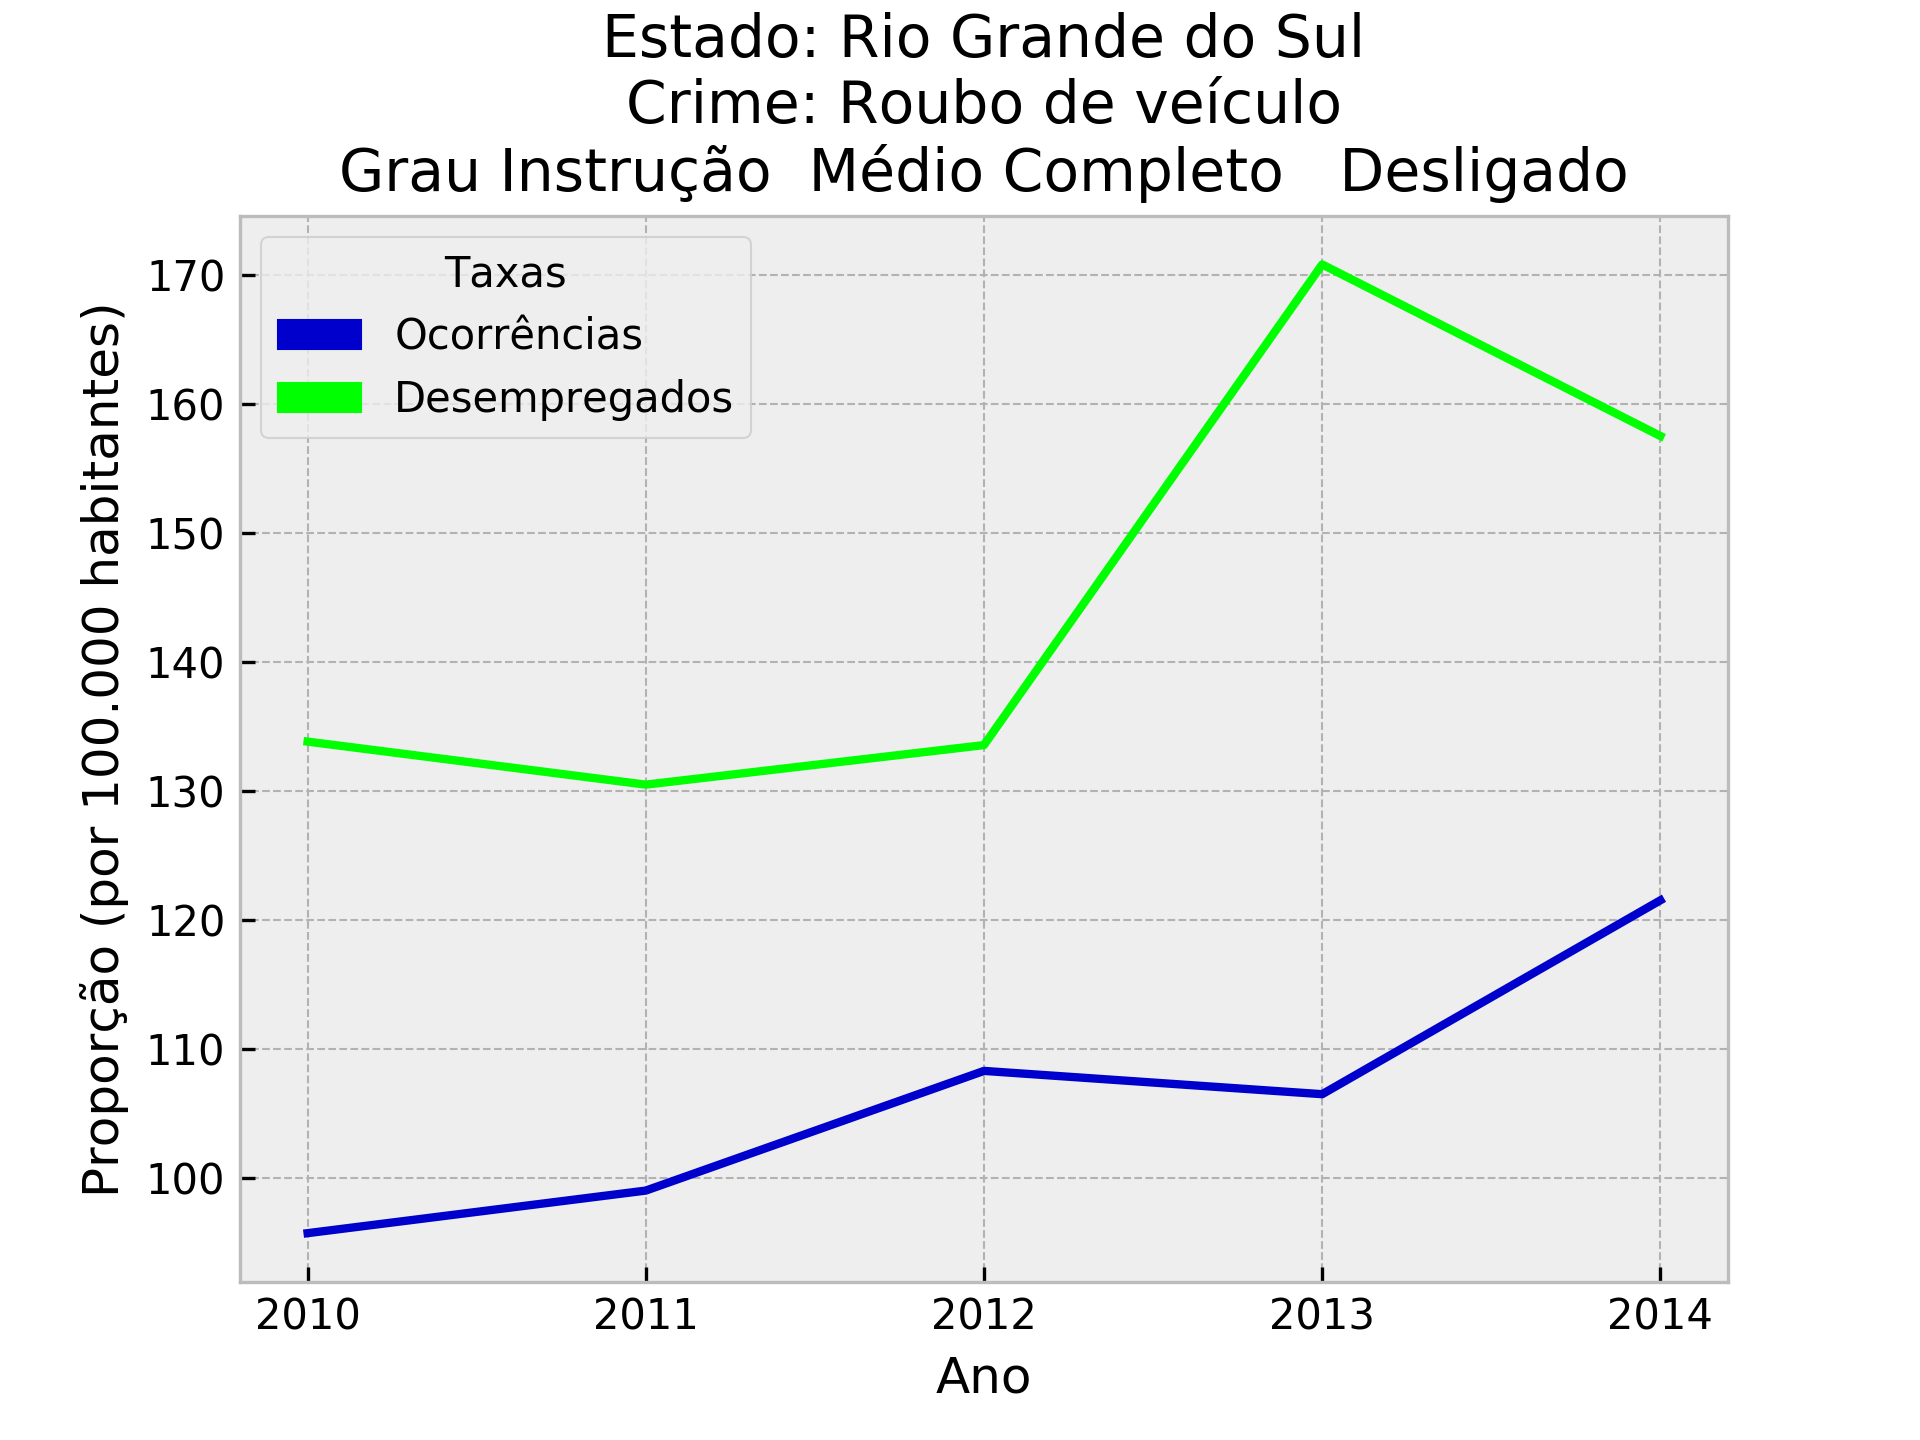 Estado: Rio Grande do Sul
Crime: Roubo de veículo
Grau Instrução  Médio Completo   Desligado
Taxas
Ocorrências
Desempregados
Proporção (por 100.000 habitantes)
170
160
150
140
130
120
110
100
2010 2011 2012 2013 2014
Ano